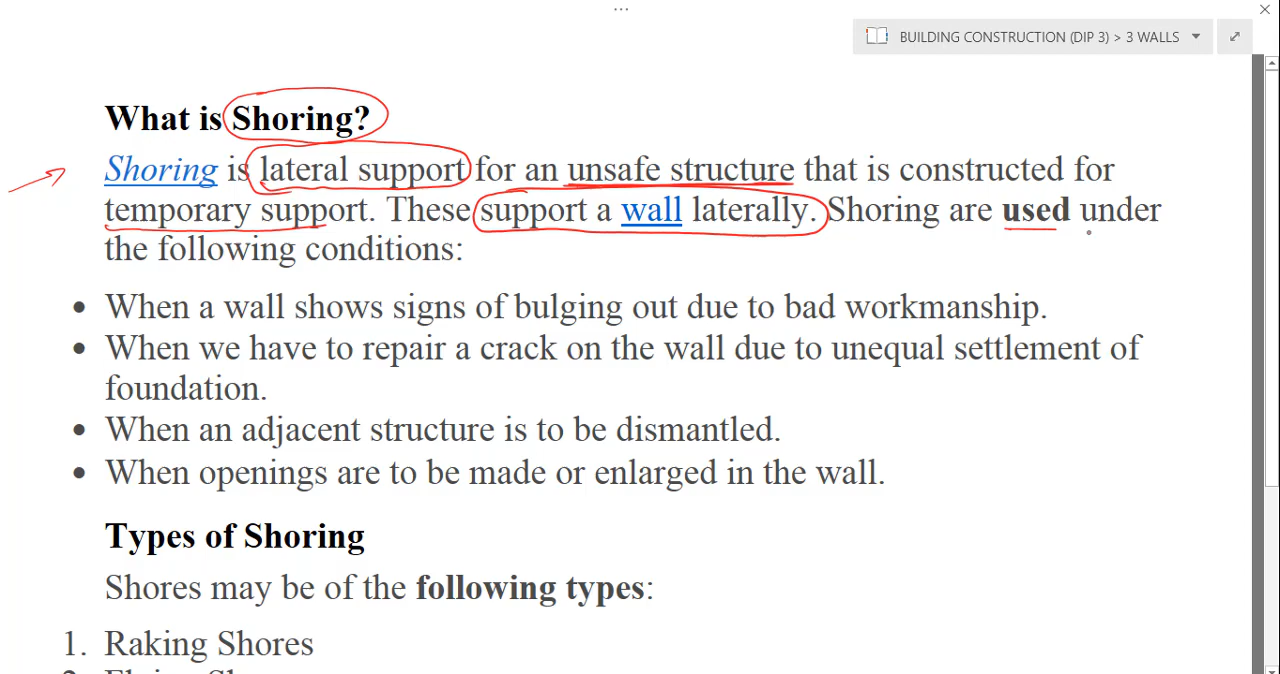 ...
BUILDING CONSTRUCTION (DIP 3) > 3 WALLS
What is Shoring?
Shoring is lateral support for an unsafe structure that is constructed for
temporary support. These support a wall laterally. Shoring are used under
the following conditions:
• When a wall shows signs of bulging out due to bad workmanship.
• When we have to repair a crack on the wall due to unequal settlement of
foundation.
• When an adjacent structure is to be dismantled.
• When openings are to be made or enlarged in the wall.
Types of Shoring
Shores may be of the following types:
1. Raking Shores